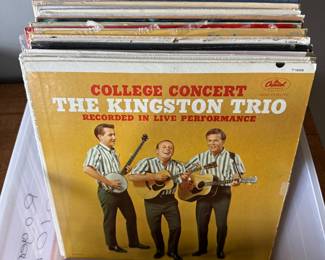 Capitol
COLLEGE CONCERT
THE KINGSTON TRIO
RECORDED IN LIVE PERFORMANCE